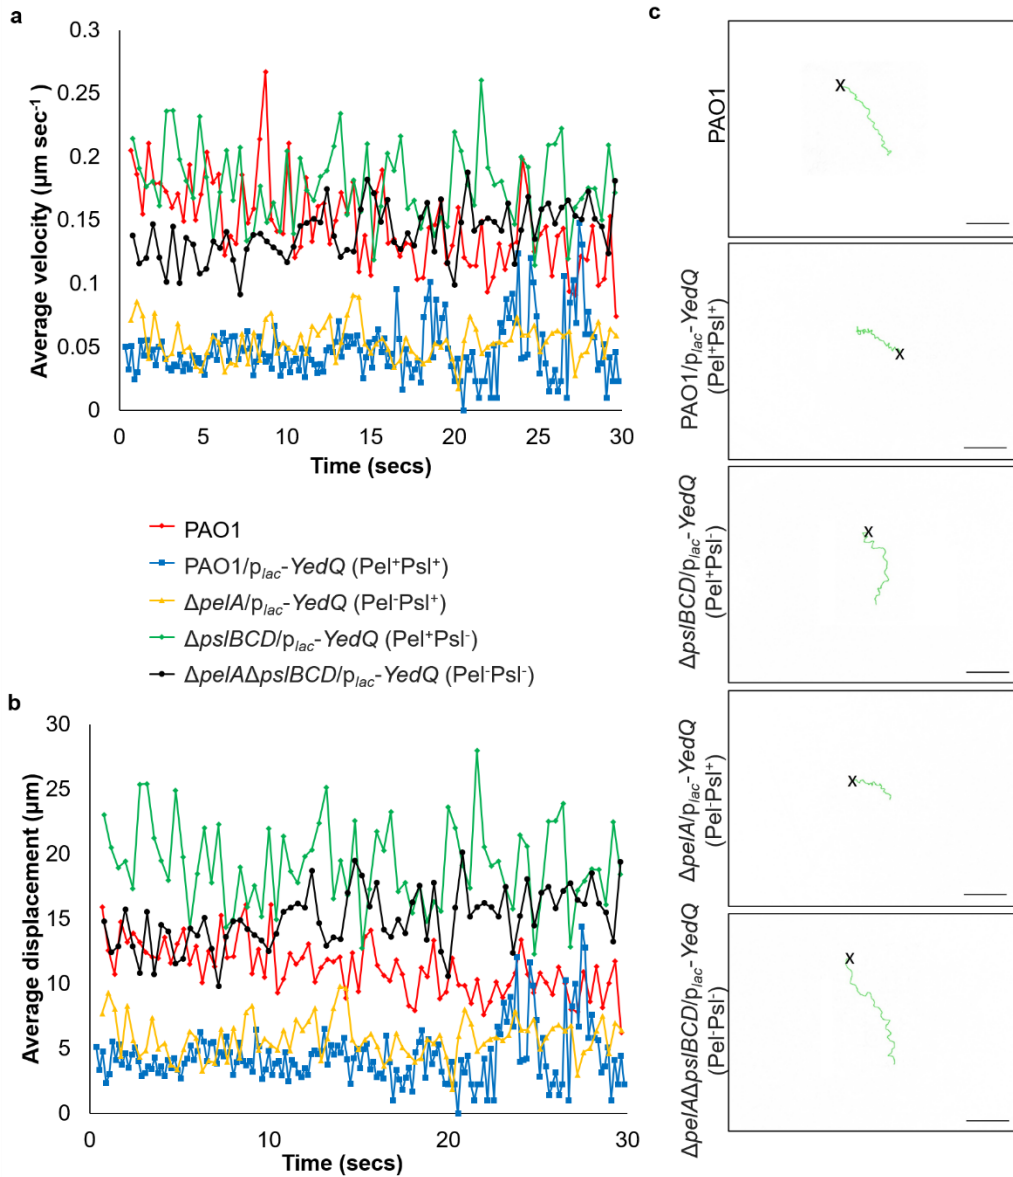 a
0.3
0.25
0.2
0.15
0.1
0.05
0
Average velocity (µm sec⁻¹)
0 5 10 15 20 25 30
Time (secs)
PAO1
PAO1/plac-YedQ (Pel⁺Psl⁺)
ΔpelA/plac-YedQ (Pel⁻Psl⁺)
ΔpslBCD/plac-YedQ (Pel⁺Psl⁻)
ΔpelAΔpslBCD/plac-YedQ (Pel⁻Psl⁻)
b
30
25
20
15
10
5
0
Average displacement (µm)
0 10 20 30
Time (secs)
c
PAO1
X
PAO1/plac-YedQ
(Pel⁺Psl⁺)
X
ΔpslBCD/plac-YedQ
(Pel⁺Psl⁻)
X
ΔpelA/plac-YedQ
(Pel⁻Psl⁺)
X
ΔpelAΔpslBCD/plac-YedQ
(Pel⁻Psl⁻)
X